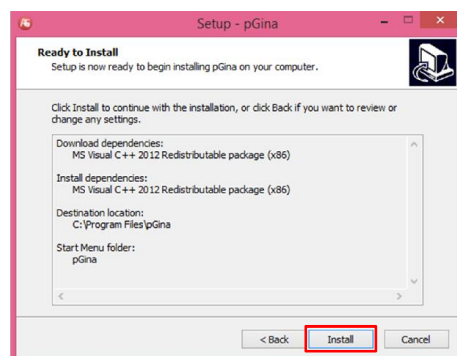 Setup - pGina
Ready to Install
Setup is now ready to begin installing pGina on your computer.
Click Install to continue with the installation, or click Back if you want to review or
change any settings.
Download dependencies:
MS Visual C++ 2012 Redistributable package (x86)
Install dependencies:
MS Visual C++ 2012 Redistributable package (x86)
Destination location:
C:\Program Files\pGina
Start Menu folder:
pGina
< Back Install Cancel